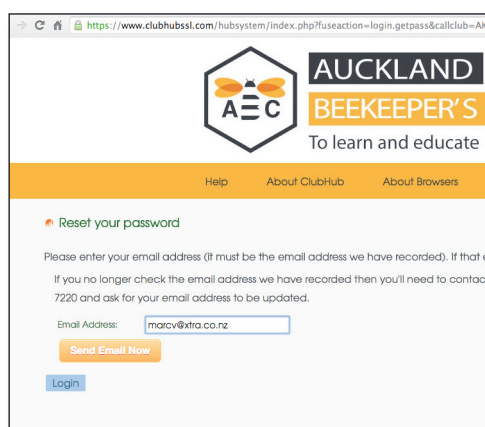 https://www.clubhubssl.com/hubsystem/index.php?fuseaction=login.getpass&callclub=AK
AEC
AUCKLAND
BEEKEEPER'S
To learn and educate
Help About ClubHub About Browsers
Reset your password
Please enter your email address (it must be the email address we have recorded). If that e
If you no longer check the email address we have recorded then you'll need to contac
7220 and ask for your email address to be updated.
Email Address: marcv@xtra.co.nz
Send Email Now
Login